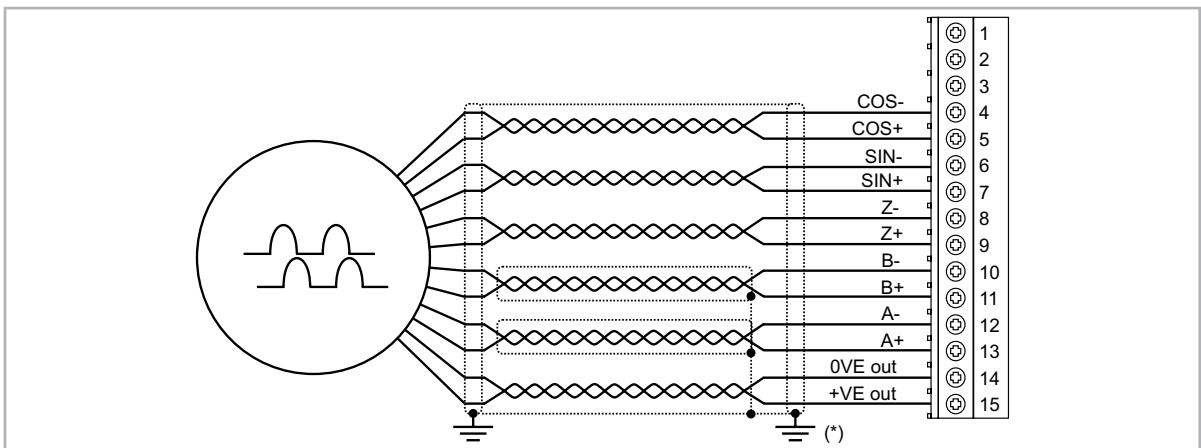 1
2
3
COS- 4
COS+ 5
SIN- 6
SIN+ 7
Z- 8
Z+ 9
B- 10
B+ 11
A- 12
A+ 13
0VE out 14
+VE out 15
(*)